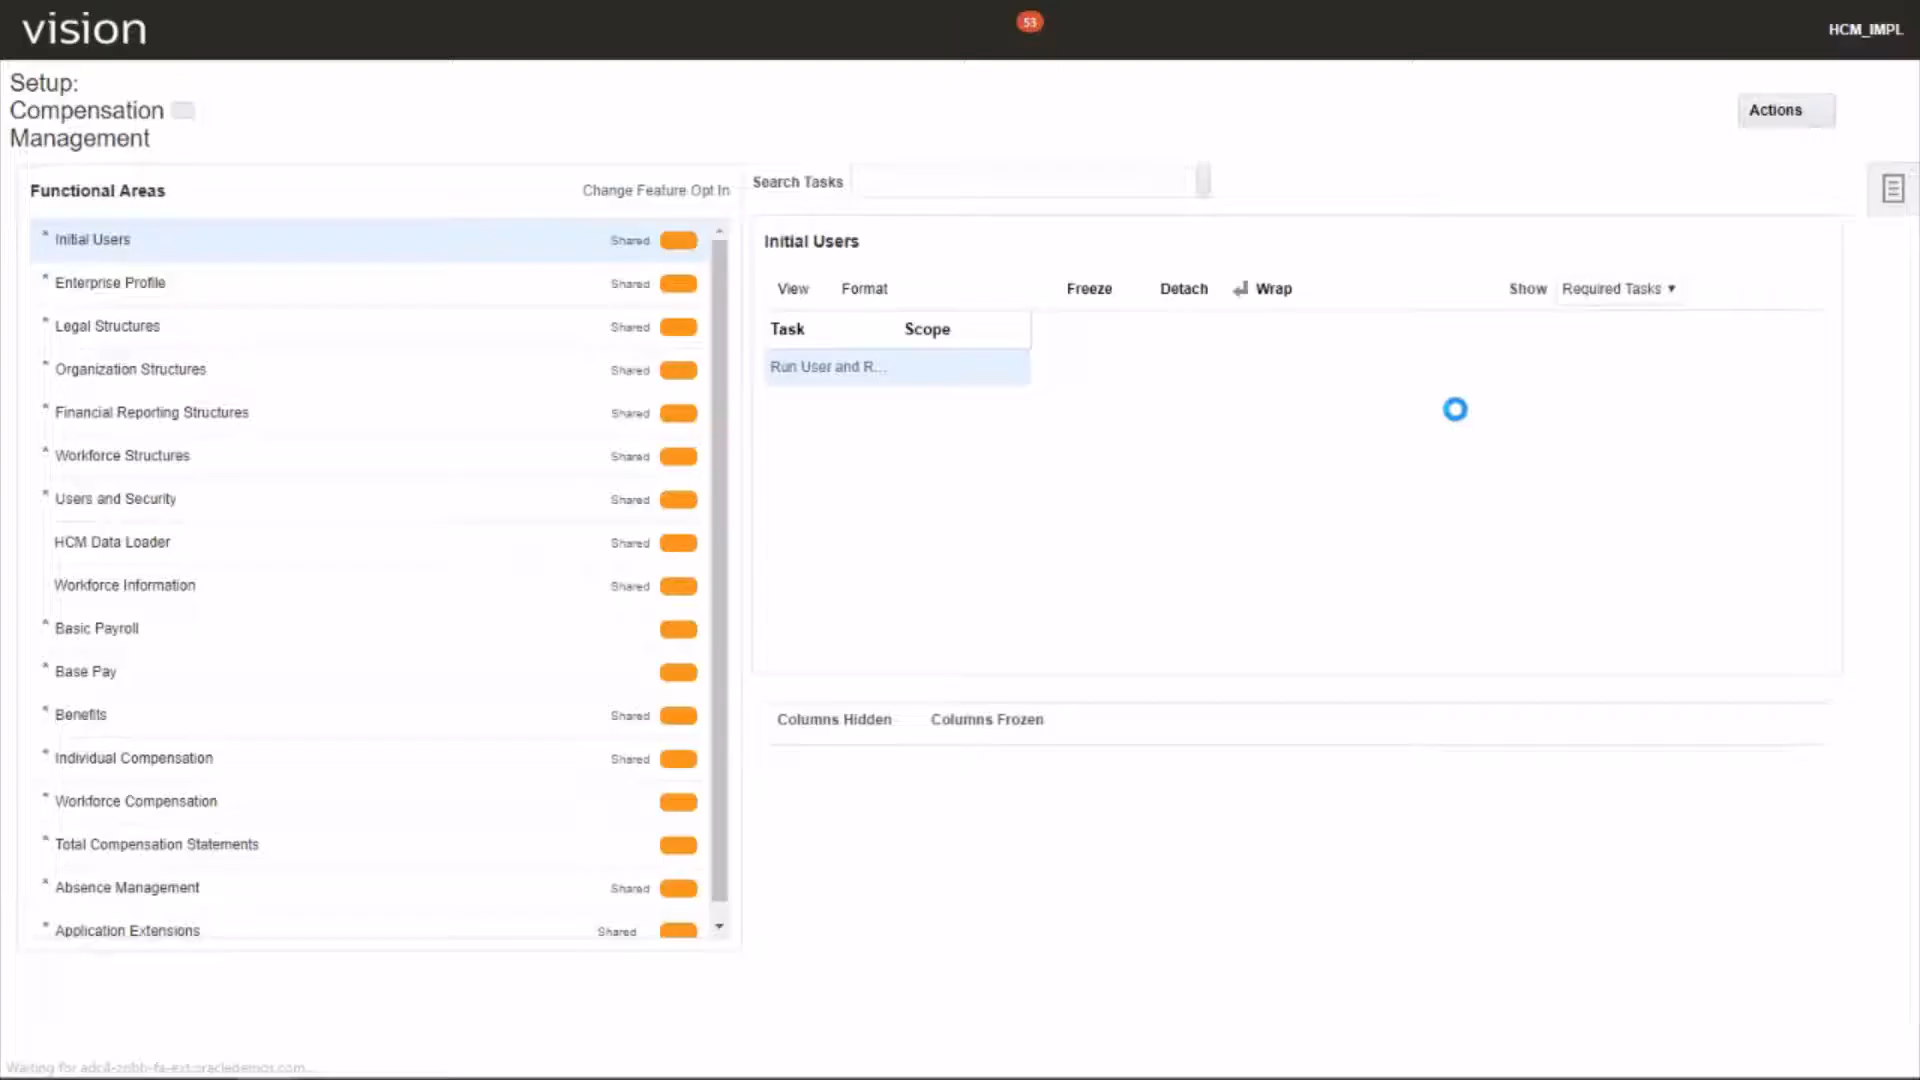 vision
53
HCM_IMPL
Setup:
Compensation
Management
Actions
Functional Areas
Change Feature Opt In
Search Tasks
* Initial Users Shared
* Enterprise Profile Shared
* Legal Structures Shared
* Organization Structures Shared
* Financial Reporting Structures Shared
* Workforce Structures Shared
* Users and Security Shared
HCM Data Loader Shared
Workforce Information Shared
* Basic Payroll
* Base Pay
* Benefits Shared
* Individual Compensation Shared
* Workforce Compensation
* Total Compensation Statements
* Absence Management Shared
* Application Extensions Shared
Initial Users
View Format Freeze Detach Wrap Show Required Tasks
Task Scope
Run User and R...
Columns Hidden Columns Frozen
Waiting for